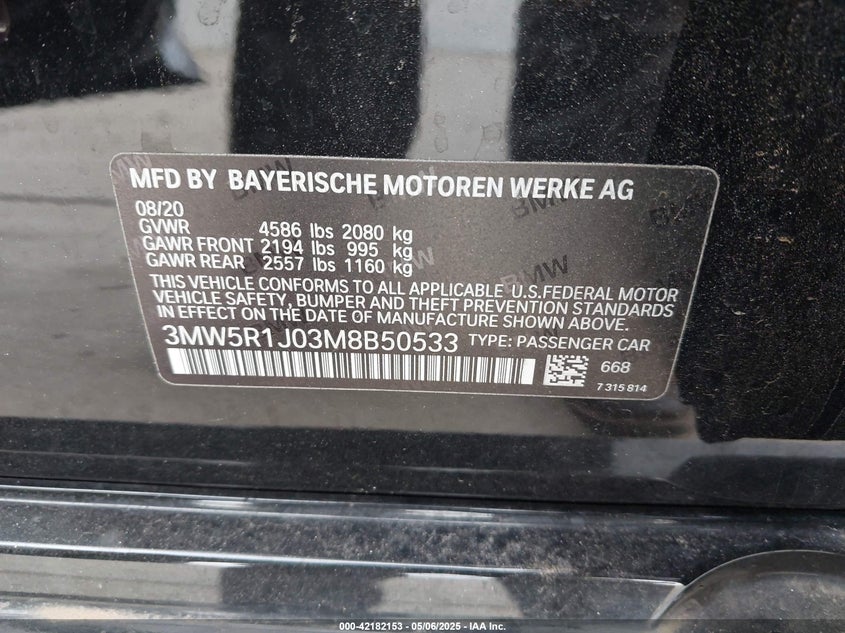 MFD BY BAYERISCHE MOTOREN WERKE AG
08/20
GVWR 4586 lbs 2080 kg
GAWR FRONT 2194 lbs 995 kg
GAWR REAR 2557 lbs 1160 kg
THIS VEHICLE CONFORMS TO ALL APPLICABLE U.S.FEDERAL MOTOR
VEHICLE SAFETY, BUMPER AND THEFT PREVENTION STANDARDS
IN EFFECT ON THE DATE OF MANUFACTURE SHOWN ABOVE.
3MW5R1J03M8B50533 TYPE: PASSENGER CAR
668
7 315 814
000-42182153 - 05/06/2025 - IAA Inc.